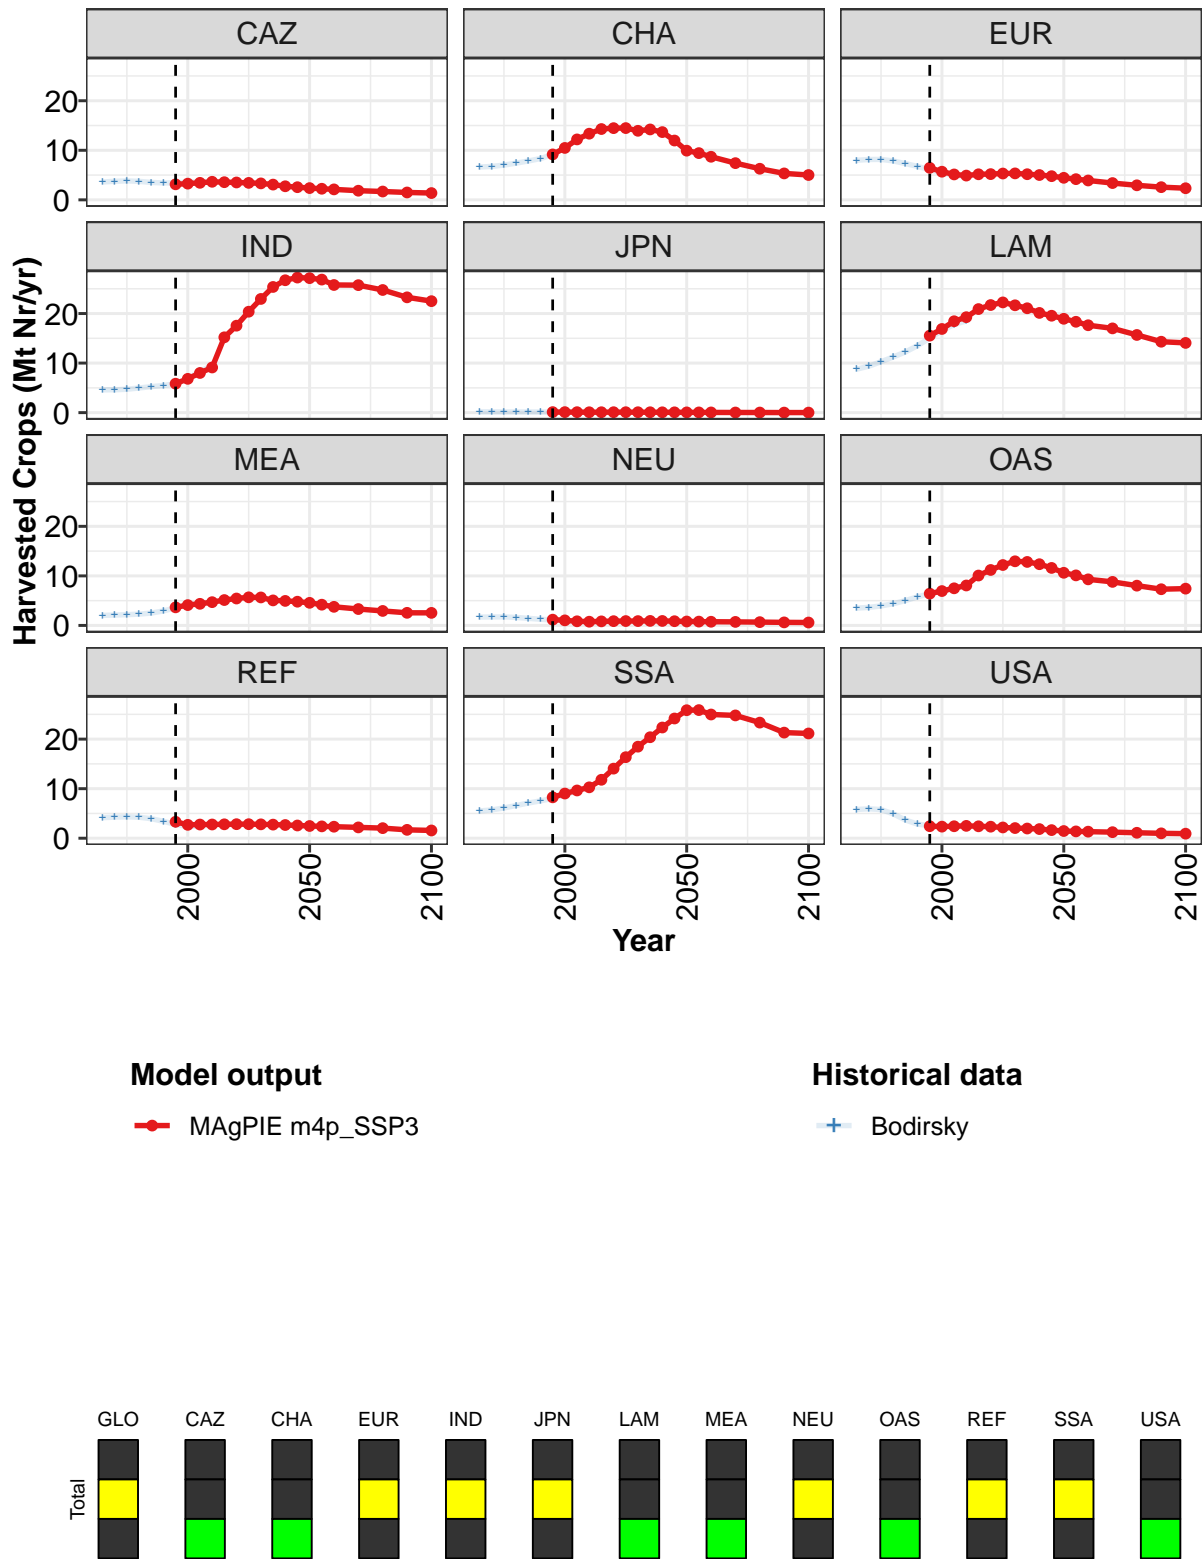 CAZ CHA EUR
20
10
0
IND JPN LAM
20
10
0
MEA NEU OAS
20
10
0
REF SSA USA
20
10
0
Harvested Crops (Mt Nr/yr)
2000 2050 2100 2000 2050 2100 2000 2050 2100
Year
Model output Historical data
MAgPIE m4p_SSP3 Bodirsky
GLO CAZ CHA EUR IND JPN LAM MEA NEU OAS REF SSA USA
Total